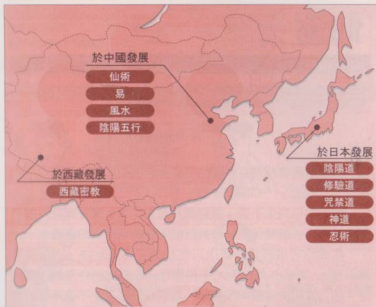 於中國發展
仙術
易
風水
陰陽五行
於西藏發展
西藏密教
於日本發展
陰陽道
修驗道
咒禁道
神道
忍術